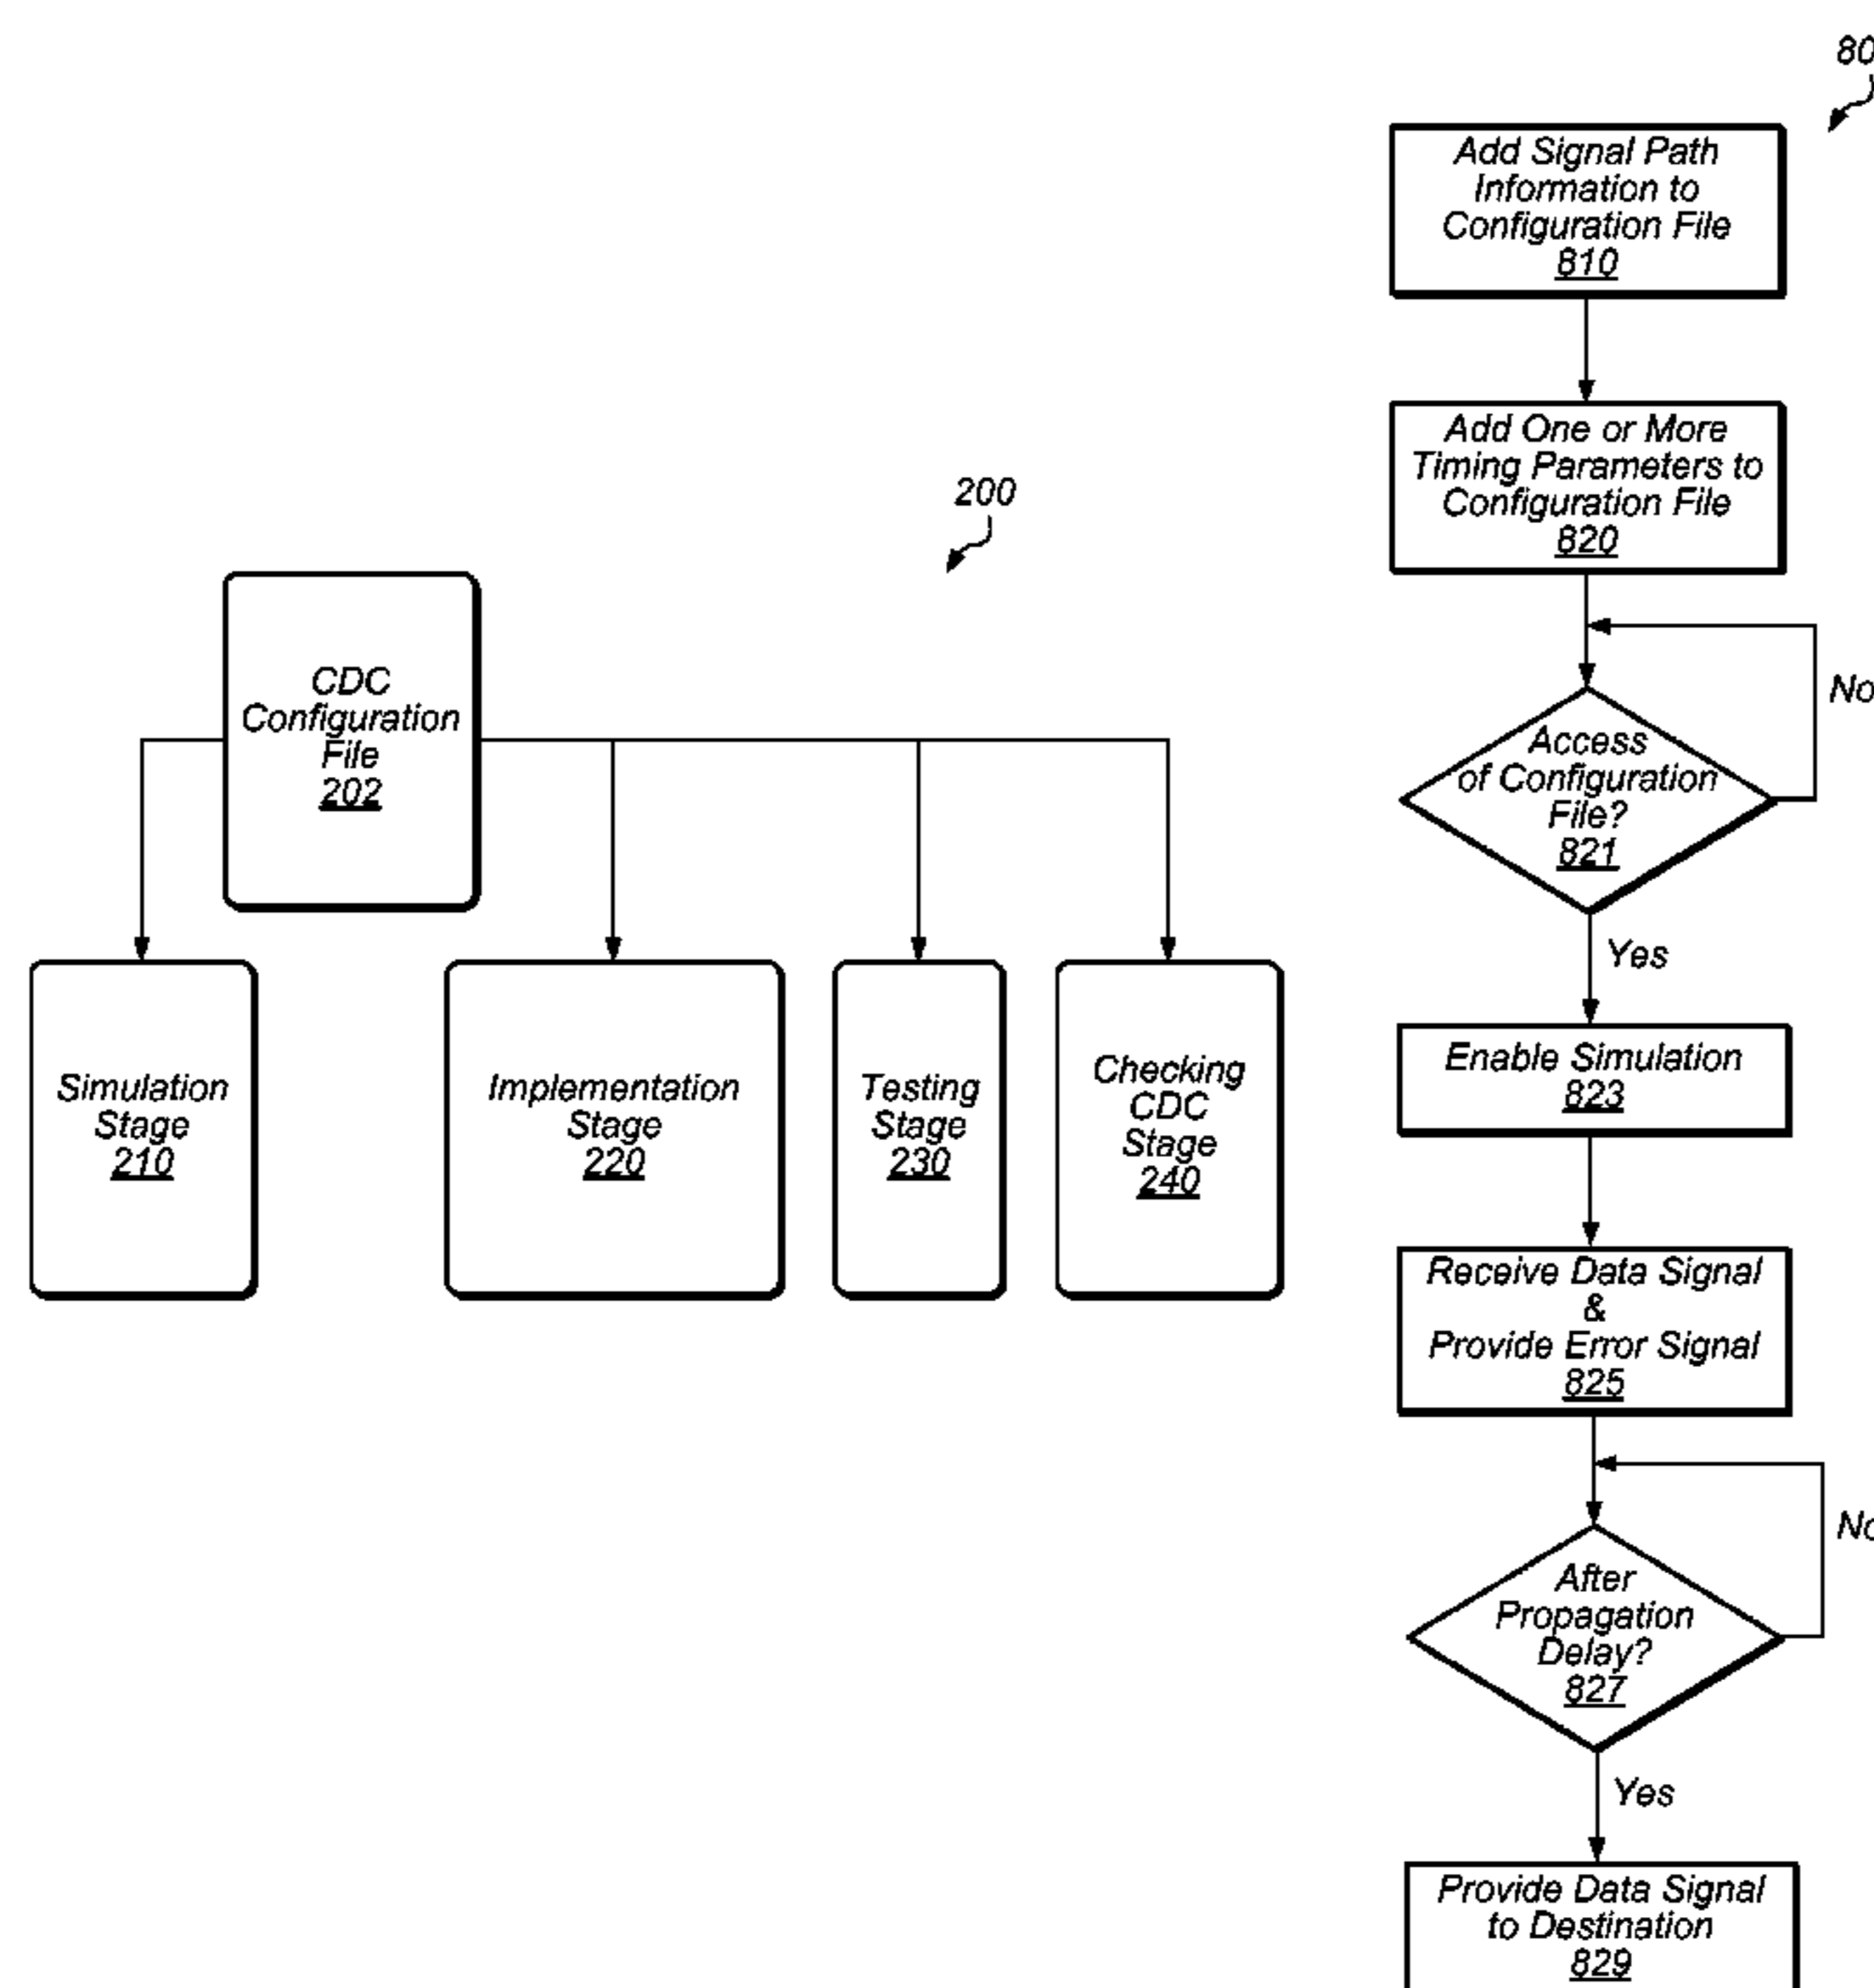 200
CDC
Configuration
File
202
Simulation
Stage
210
Implementation
Stage
220
Testing
Stage
230
Checking
CDC
Stage
240
80
Add Signal Path
Information to
Configuration File
810
Add One or More
Timing Parameters to
Configuration File
820
No
Access
of Configuration
File?
821
Yes
Enable Simulation
823
Receive Data Signal
&
Provide Error Signal
825
No
After
Propagation
Delay?
827
Yes
Provide Data Signal
to Destination
829